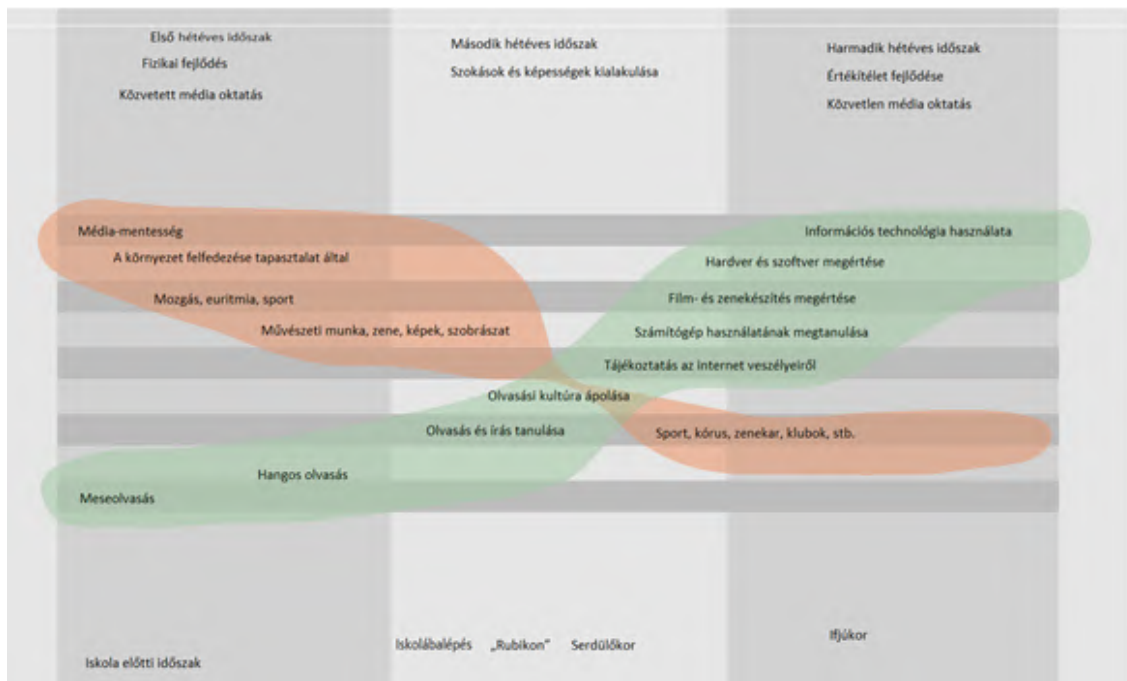 Első hétéves időszak
Fizikai fejlődés
Közvetett média oktatás
Második hétéves időszak
Szokások és képességek kialakulása
Harmadik hétéves időszak
Értékítélet fejlődése
Közvetlen média oktatás
Média-mentesség
Információs technológia használata
A környezet felfedezése tapasztalat által
Hardver és szoftver megértése
Mozgás, euritmia, sport
Film- és zenekészítés megértése
Művészeti munka, zene, képek, szobrászat
Számítógép használatának megtanulása
Tájékoztatás az internet veszélyeiről
Olvasási kultúra ápolása
Olvasás és írás tanulása
Sport, kórus, zenekar, klubok, stb.
Hangos olvasás
Meseolvasás
Iskola előtti időszak
Iskolábalépés „Rubikon" Serdülőkor
Ifjúkor